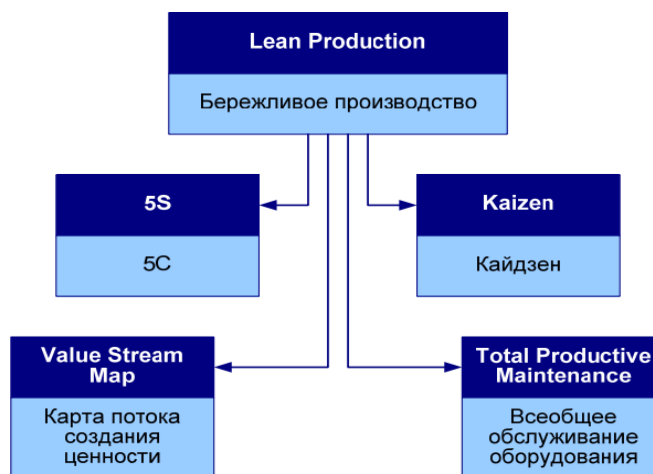 Lean Production
Бережливое производство
5S
5С
Kaizen
Кайдзен
Value Stream
Map
Карта потока
создания
ценности
Total Productive
Maintenance
Всеобщее
обслуживание
оборудования